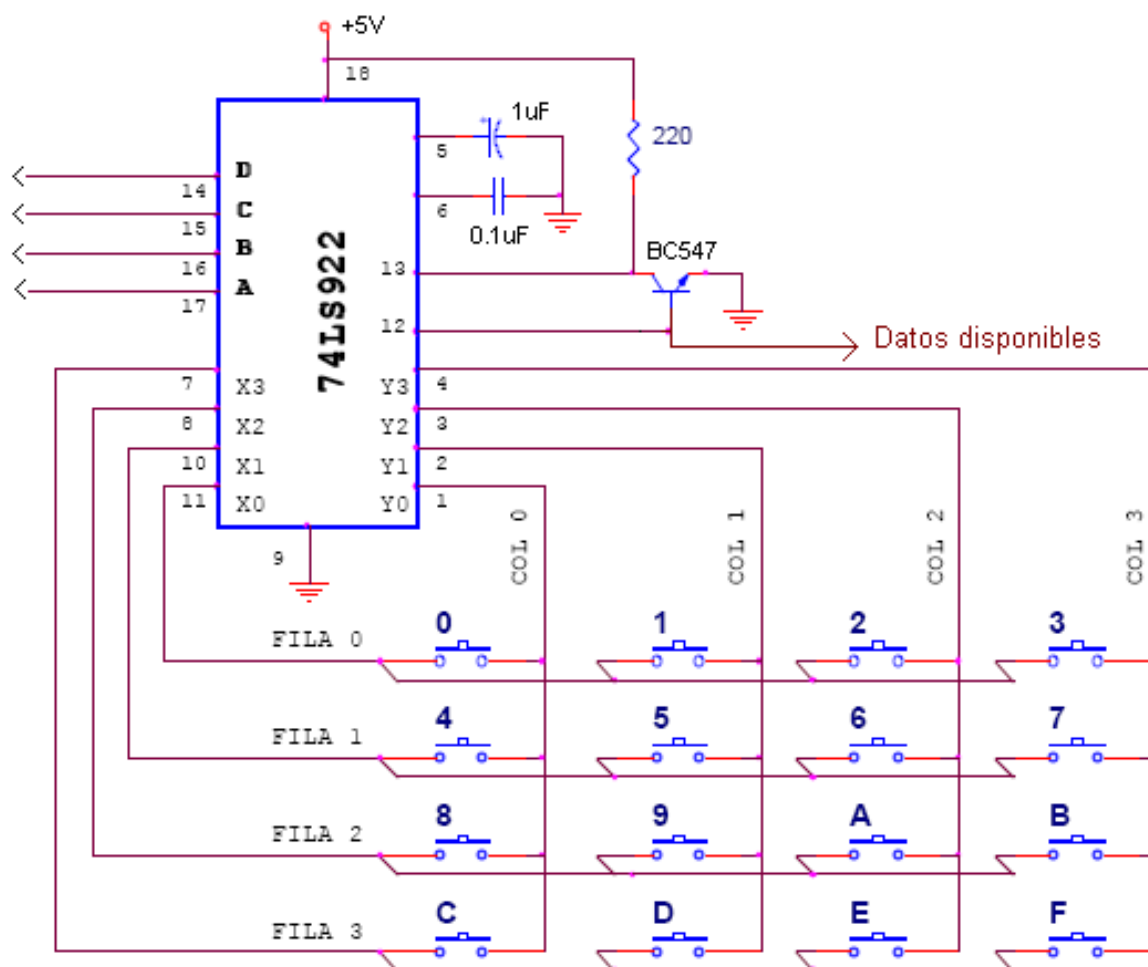 +5V
18
1uF
5
220
D
14
6
C
15
0.1uF
B
16
BC547
13
A
17
74LS922
12
Datos disponibles
7
X3
Y3
4
8
X2
Y2
3
10
X1
Y1
2
11
X0
Y0
1
9
COL 0
COL 1
COL 2
COL 3
FILA 0
0
1
2
3
FILA 1
4
5
6
7
FILA 2
8
9
A
B
FILA 3
C
D
E
F